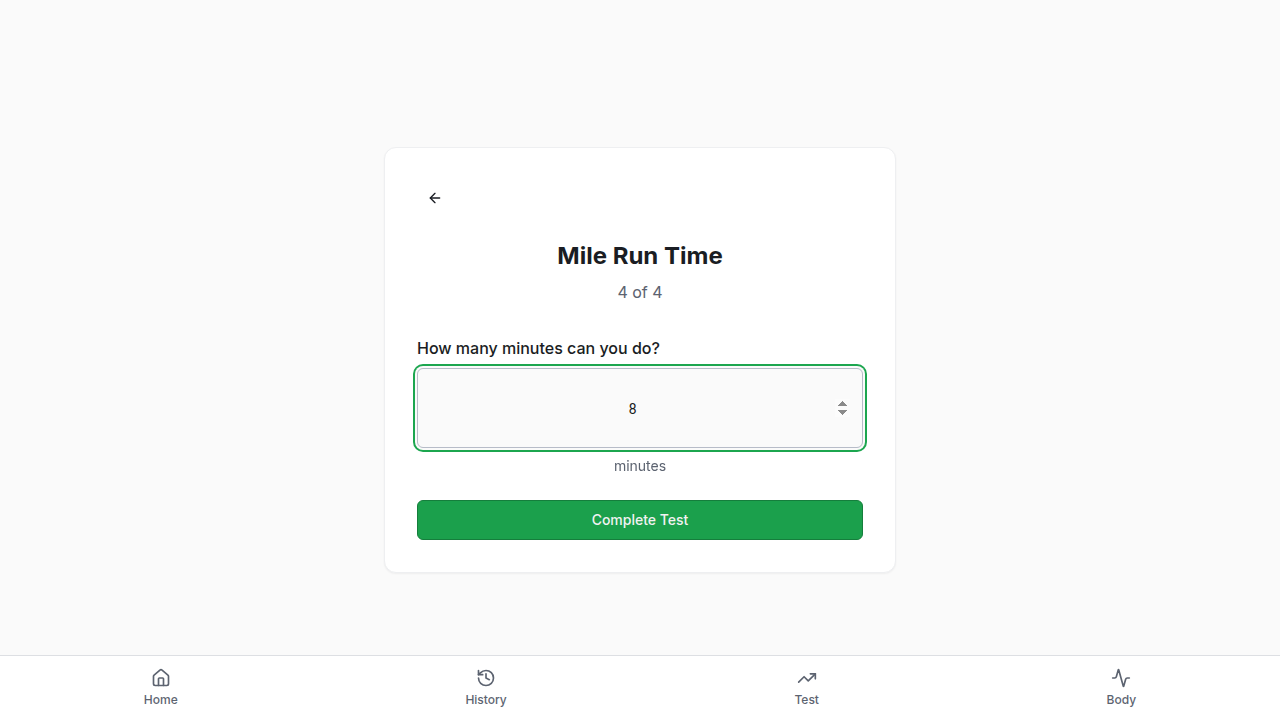 Mile Run Time
4 of 4
How many minutes can you do?
8
minutes
Complete Test
Home
History
Test
Body